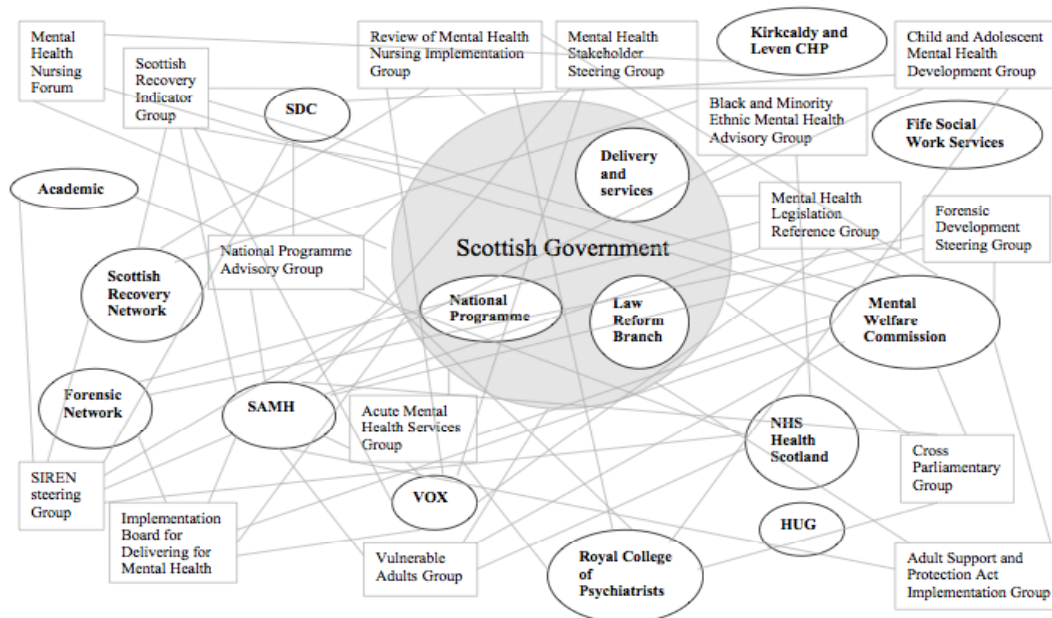 Mental
Health
Nursing
Forum
Scottish
Recovery
Indicator
Group
Review of Mental Health
Nursing Implementation
Group
Mental Health
Stakeholder
Steering Group
Kirkcaldy and
Leven CHP
Child and Adolescent
Mental Health
Development Group
SDC
Black and Minority
Ethnic Mental Health
Advisory Group
Fife Social
Work Services
Delivery
and
services
Academic
Mental Health
Legislation
Reference Group
Forensic
Development
Steering Group
National Programme
Advisory Group
Scottish Government
Scottish
Recovery
Network
National
Programme
Law
Reform
Branch
Mental
Welfare
Commission
Forensic
Network
SAMH
Acute Mental
Health Services
Group
NHS
Health
Scotland
Cross
Parliamentary
Group
SIREN
steering
Group
VOX
Implementation
Board for
Delivering for
Mental Health
HUG
Vulnerable
Adults Group
Royal College
of
Psychiatrists
Adult Support and
Protection Act
Implementation Group